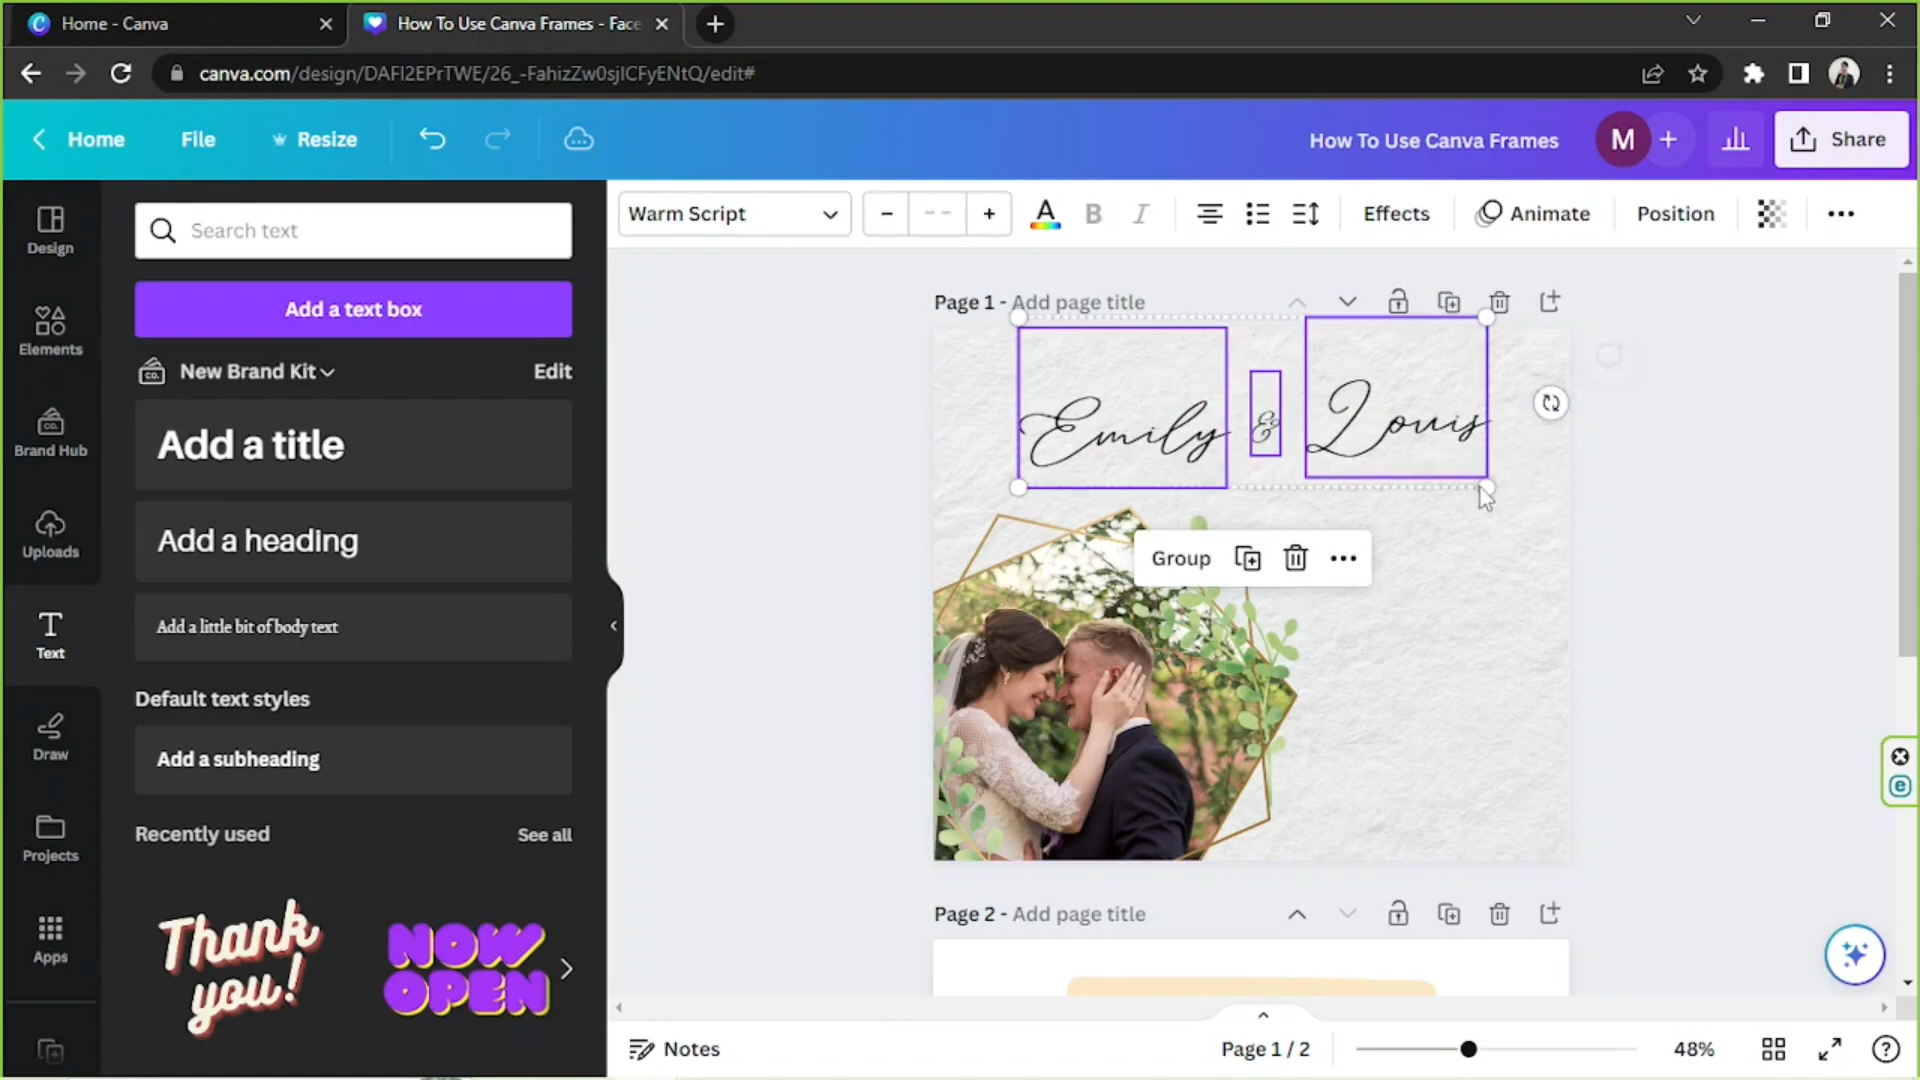 Home - Canva
How To Use Canva Frames - Face
canva.com/design/DAFI2EPrTWE/26_-FahizZw0sjICFyENtQ/edit#
Home File Resize
How To Use Canva Frames M + Share
Design
Elements
Brand Hub
Uploads
Text
Draw
Projects
Apps
Search text
Add a text box
New Brand Kit Edit
Add a title
Add a heading
Add a little bit of body text
Default text styles
Add a subheading
Recently used See all
Thank you!
NOW OPEN
Warm Script - -- + A B I Effects Animate Position
Page 1 - Add page title
Emily & Louis
Group
Page 2 - Add page title
Notes Page 1 / 2 48%